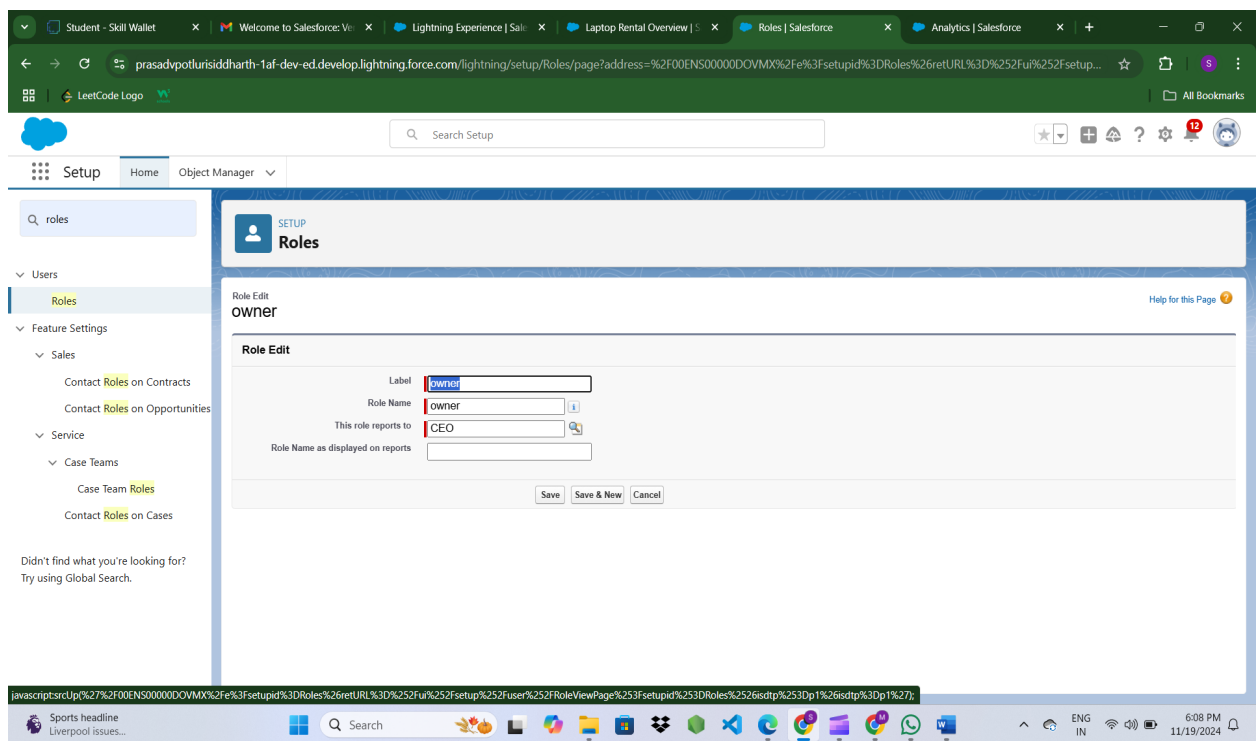 Student - Skill Wallet
Welcome to Salesforce: Ve
Lightning Experience | Sale
Laptop Rental Overview | S
Roles | Salesforce
Analytics | Salesforce
prasadvpotlurisiddharth-1af-dev-ed.develop.lightning.force.com/lightning/setup/Roles/page?address=%2F00ENS00000DOVMX%2Fe%3Fsetupid%3DRoles%26retURL%3D%252Fui%252Fsetup...
S
LeetCode Logo
All Bookmarks
Search Setup
12
Setup
Home
Object Manager
roles
SETUP
Roles
Users
Roles
Feature Settings
Sales
Contact Roles on Contracts
Contact Roles on Opportunities
Service
Case Teams
Case Team Roles
Contact Roles on Cases
Didn't find what you're looking for?
Try using Global Search.
Role Edit
owner
Help for this Page
Role Edit
Label owner
Role Name owner
This role reports to CEO
Role Name as displayed on reports
Save Save & New Cancel
javascript:srcUp(%27%2F00ENS00000DOVMX%2Fe%3Fsetupid%3DRoles%26retURL%3D%252Fui%252Fsetup%252Fuser%252FRoleViewPage%253Fsetupid%253DRoles%2526isdtp%253Dp1%26isdtp%3Dp1%27);
Sports headline
Liverpool issues...
Search
ENG
IN
6:08 PM
11/19/2024